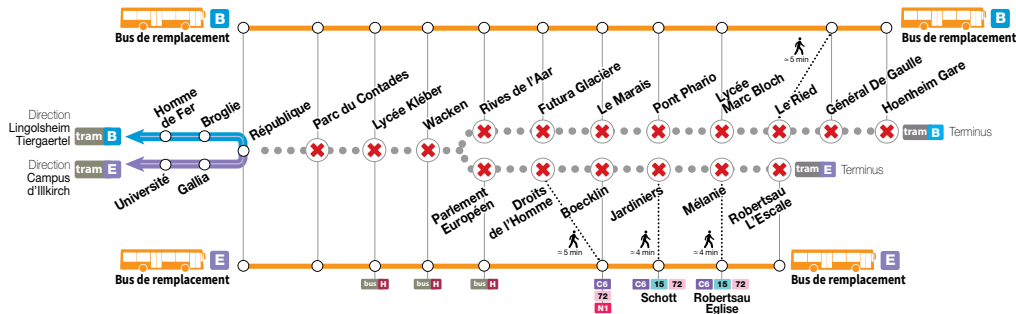 B
Bus de remplacement
B
Bus de remplacement
≈ 5 min
Direction
Lingolsheim
Tiergaertel
tram B
Homme
de Fer
Broglie
République
Parc du Contades
Lycée Kléber
Wacken
Rives de l'Aar
Futura Glacière
Le Marais
Pont Phario
Lycée
Marc Bloch
Le Ried
Général De Gaulle
Hoenheim Gare
tram B Terminus
Direction
Campus
d'Illkirch
tram E
Université
Gallia
Parlement
Européen
Droits
de l'Homme
Boecklin
Jardiniers
Mélanie
Robertsau
L'Escale
tram E Terminus
≈ 5 min
≈ 4 min
≈ 4 min
E
Bus de remplacement
E
Bus de remplacement
bus H
bus H
bus H
C6
72
N1
C6 15 72
Schott
C6 15 72
Robertsau
Eglise